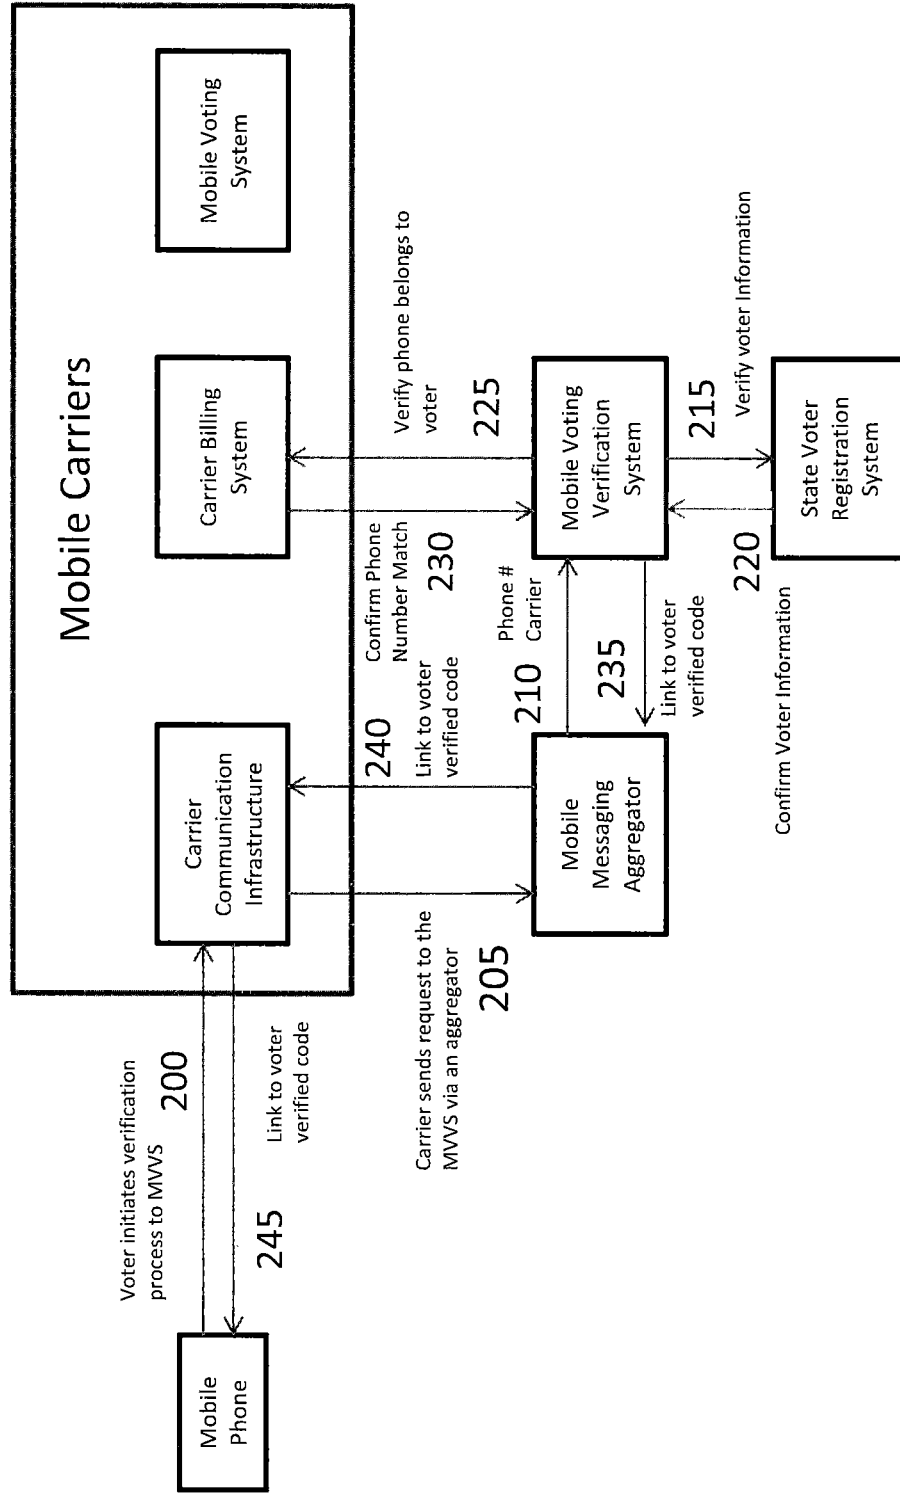 Mobile Carriers
Carrier
Communication
Infrastructure
Carrier Billing
System
Mobile Voting
System
Mobile
Phone
Voter initiates verification
process to MVVS
200
245
Link to voter
verified code
Carrier sends request to the
MVVS via an aggregator
205
240
Link to voter
verified code
Confirm Phone
Number Match
230
Verify phone belongs to
voter
225
Mobile
Messaging
Aggregator
210
Phone #
Carrier
235
Link to voter
verified code
Mobile Voting
Verification
System
215
Verify voter Information
220
Confirm Voter Information
State Voter
Registration
System